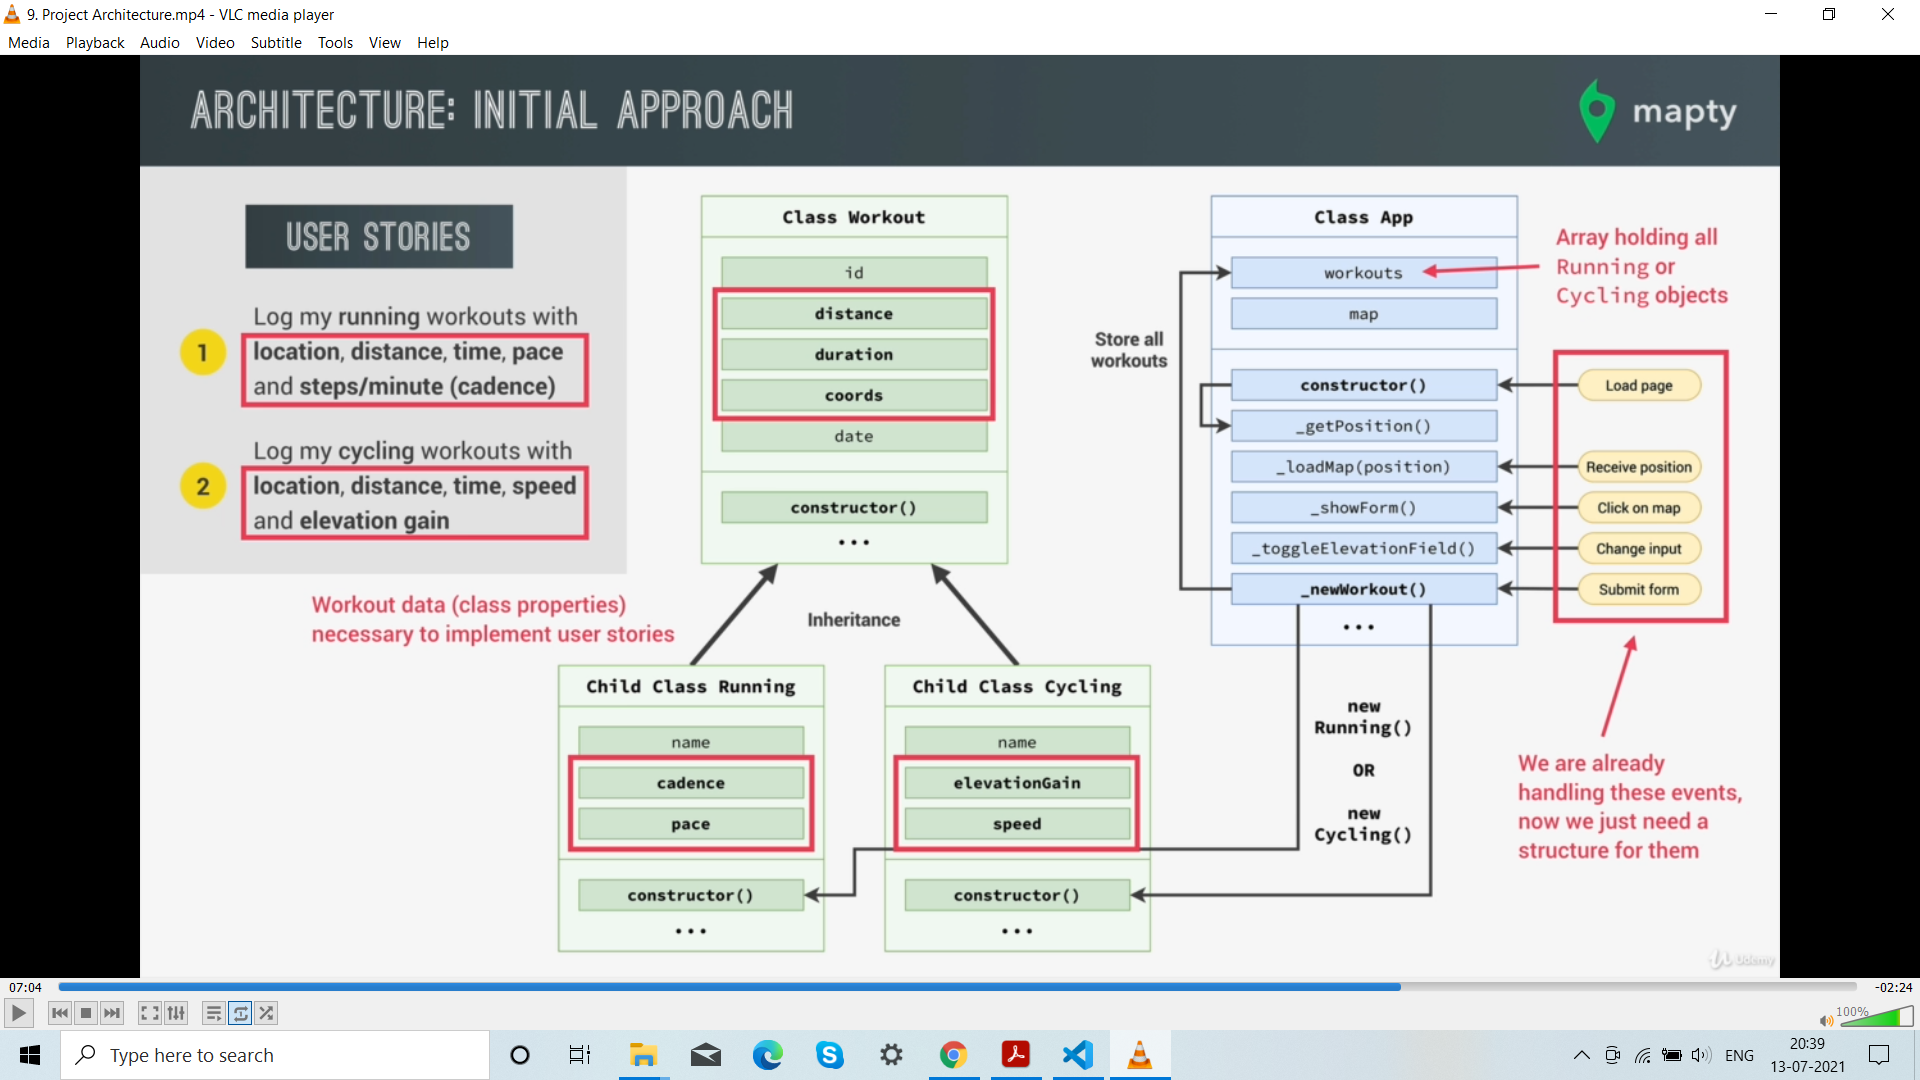 9. Project Architecture.mp4 - VLC media player
Media Playback Audio Video Subtitle Tools View Help
ARCHITECTURE: INITIAL APPROACH
mapty
USER STORIES
1
Log my running workouts with
location, distance, time, pace
and steps/minute (cadence)
2
Log my cycling workouts with
location, distance, time, speed
and elevation gain
Workout data (class properties)
necessary to implement user stories
Class Workout
id
distance
duration
coords
date
constructor()
...
Inheritance
Child Class Running
name
cadence
pace
constructor()
...
Child Class Cycling
name
elevationGain
speed
constructor()
...
Store all
workouts
Class App
workouts
map
constructor()
_getPosition()
_loadMap(position)
_showForm()
_toggleElevationField()
_newWorkout()
...
Array holding all
Running or
Cycling objects
Load page
Receive position
Click on map
Change input
Submit form
new
Running()
OR
new
Cycling()
We are already
handling these events,
now we just need a
structure for them
Udemy
07:04
-02:24
100%
Type here to search
ENG
20:39
13-07-2021